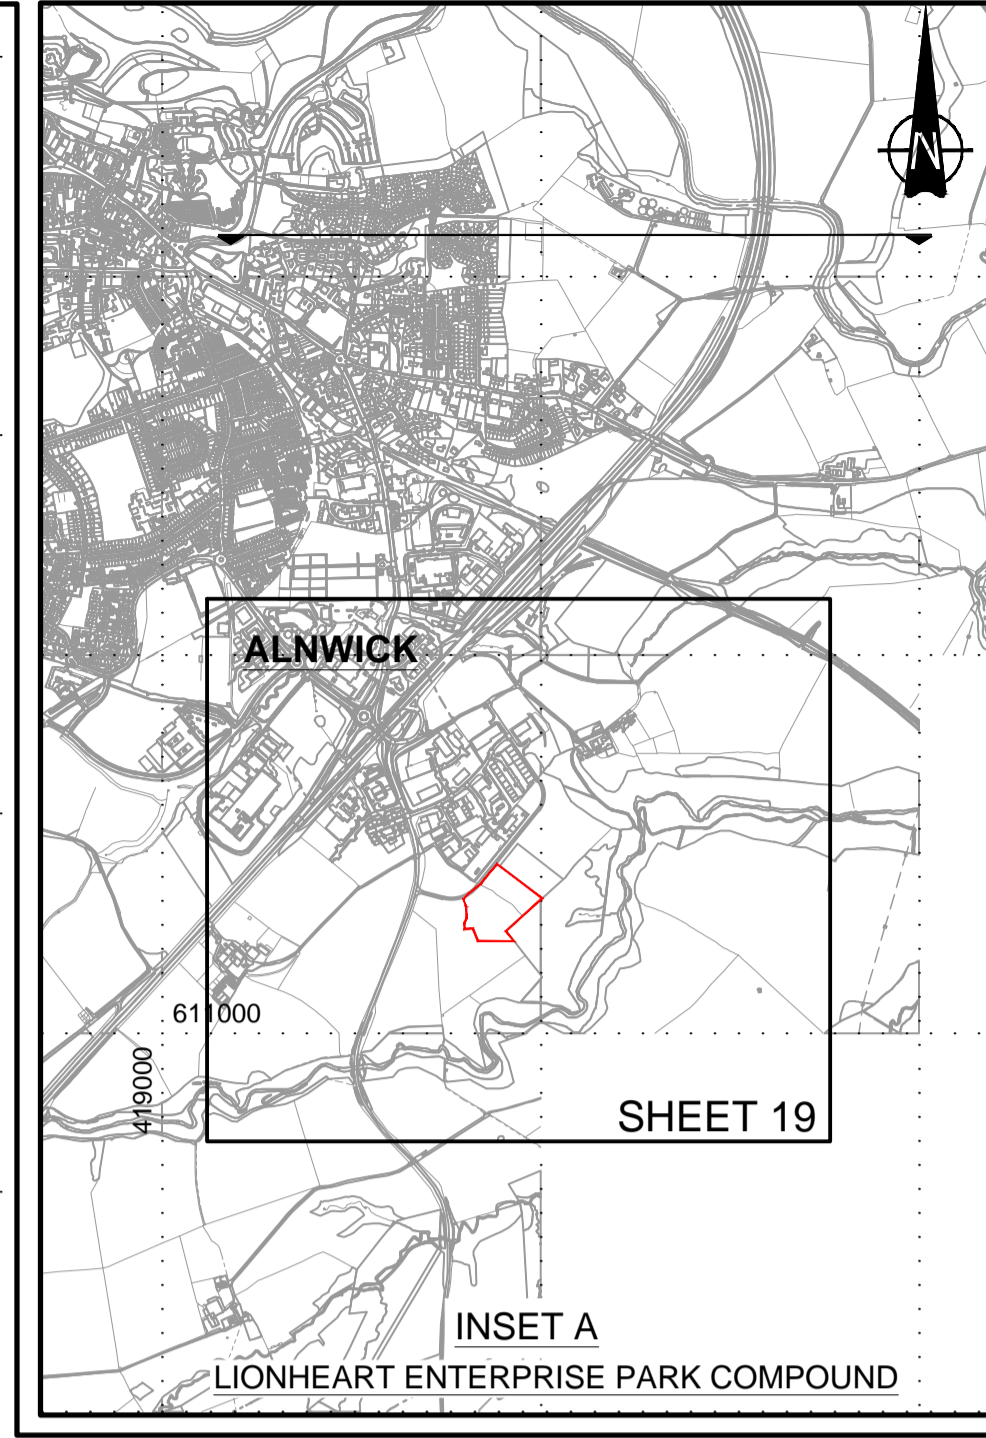 N
ALNWICK
611000
419000
SHEET 19
INSET A
LIONHEART ENTERPRISE PARK COMPOUND